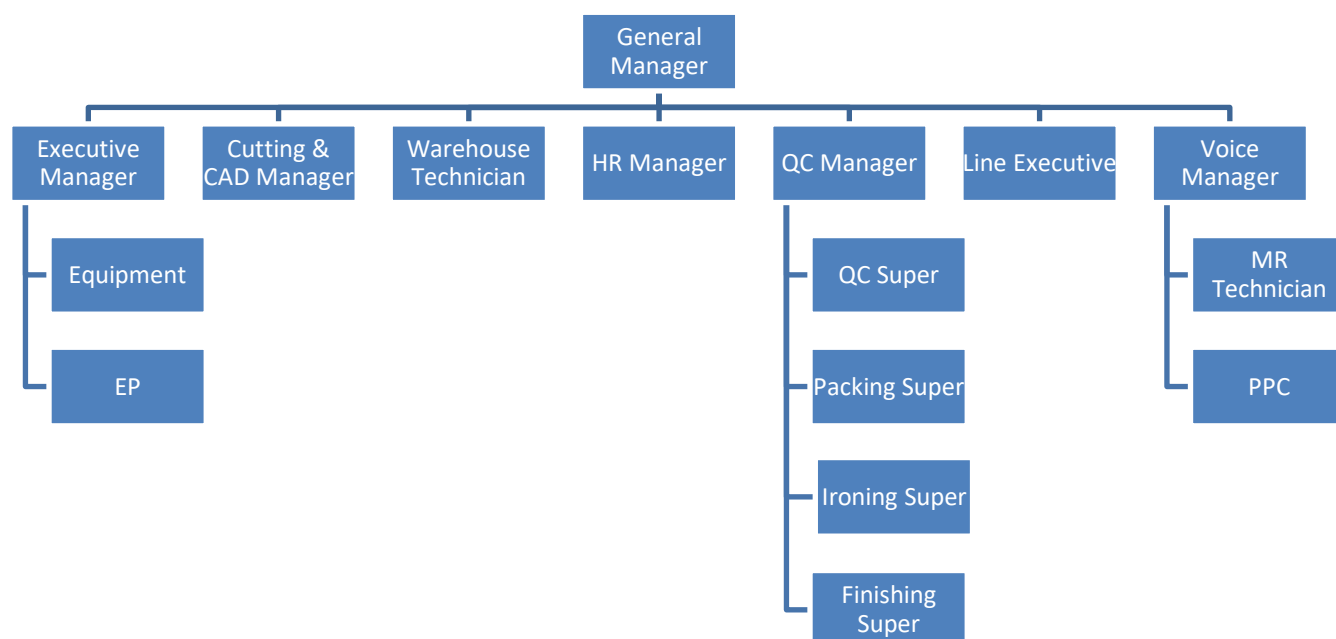 General
Manager
Executive
Manager
Cutting &
CAD Manager
Warehouse
Technician
HR Manager
QC Manager
Line Executive
Voice
Manager
Equipment
EP
QC Super
Packing Super
Ironing Super
Finishing
Super
MR
Technician
PPC